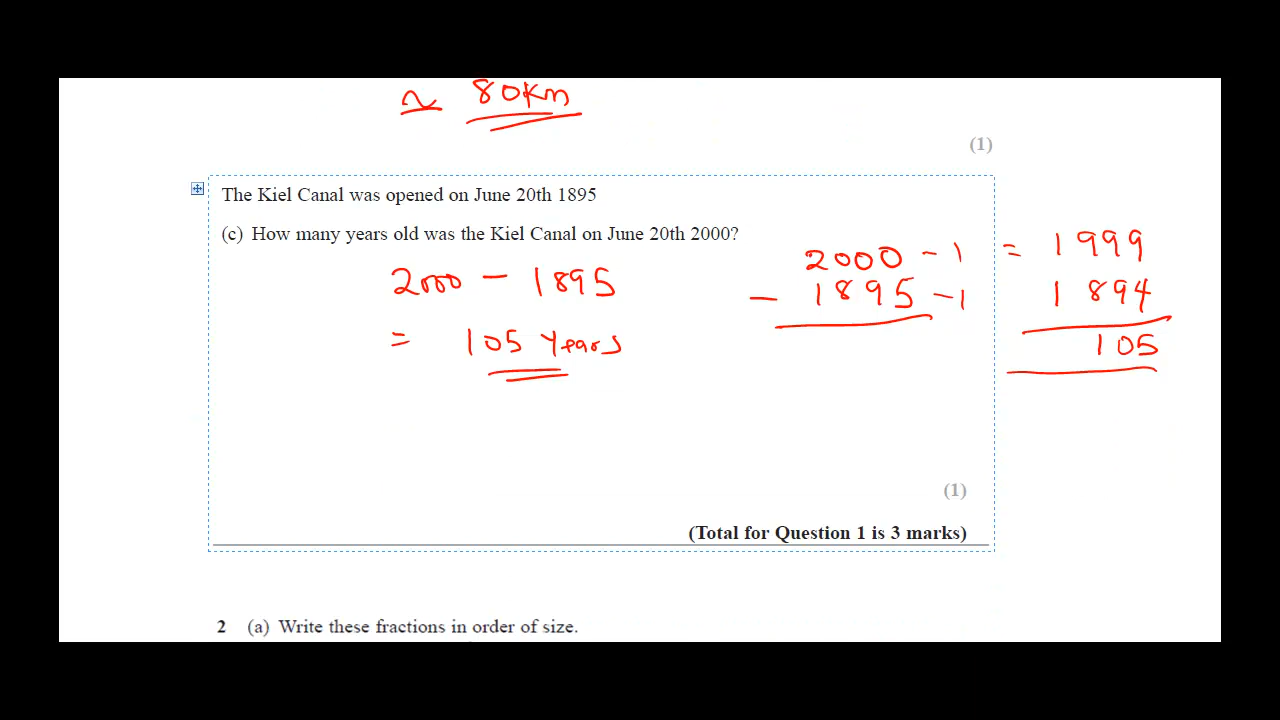 ≈ 80Km
(1)
The Kiel Canal was opened on June 20th 1895
(c) How many years old was the Kiel Canal on June 20th 2000?
2000 - 1895
= 105 Years
2000 - 1 = 1999
- 1895 - 1 1894
105
(1)
(Total for Question 1 is 3 marks)
2 (a) Write these fractions in order of size.